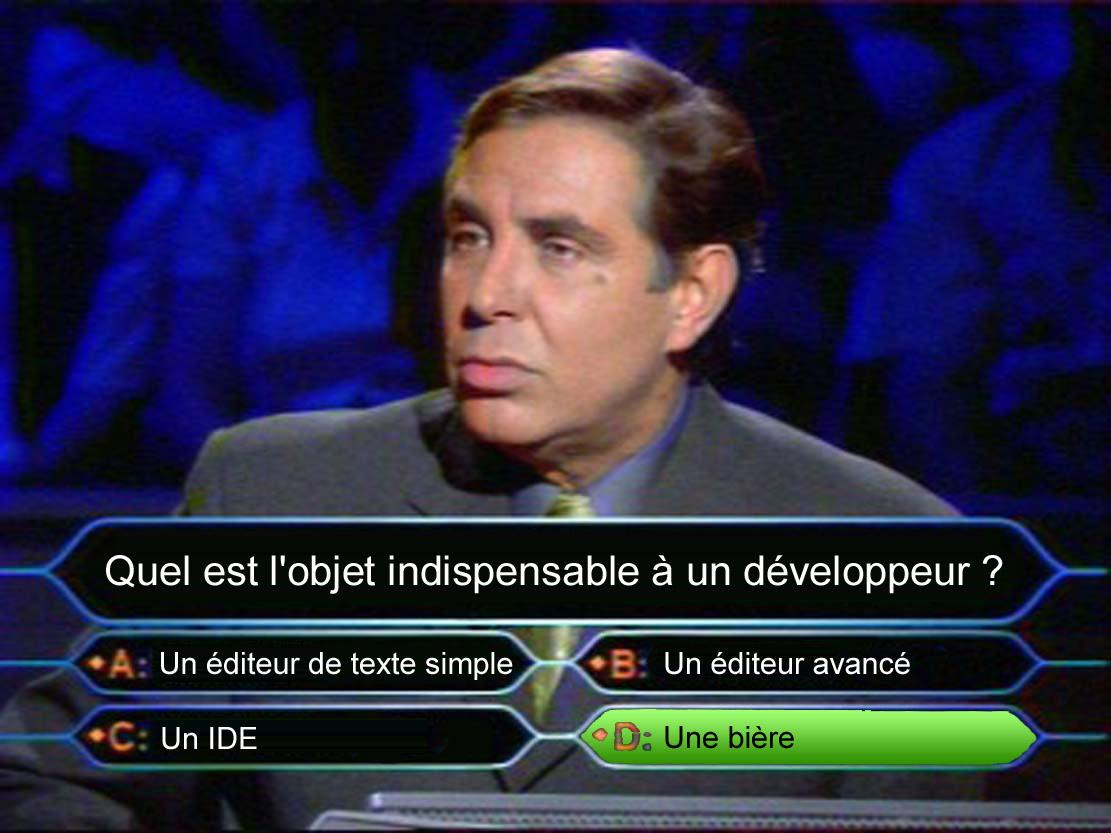 Quel est l'objet indispensable à un développeur ?
A: Un éditeur de texte simple
B: Un éditeur avancé
C: Un IDE
D: Une bière